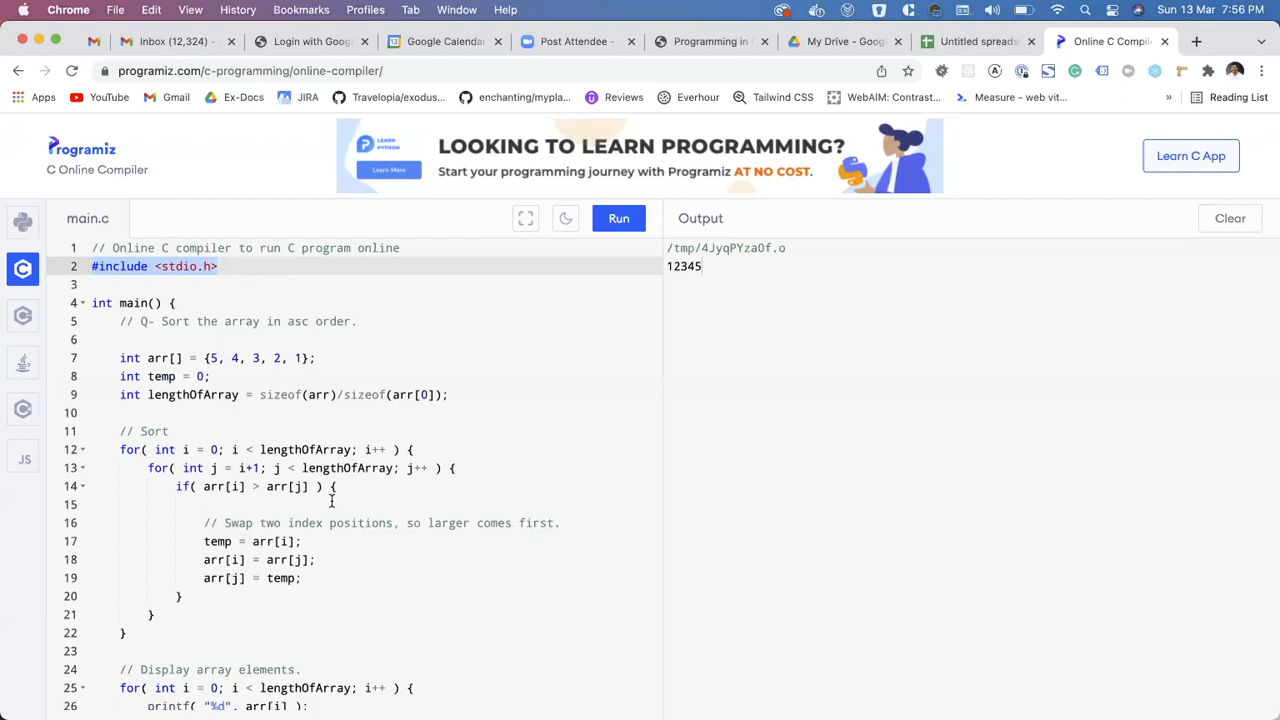 Chrome File Edit View History Bookmarks Profiles Tab Window Help Sun 13 Mar 7:56 PM
Inbox (12,324) - Login with Goog Google Calenda Post Attendee - Programming in C My Drive - Goog Untitled spreads Online C Compil
programiz.com/c-programming/online-compiler/
Apps YouTube Gmail Ex-Docs JIRA Travelopia/exodus... enchanting/mypla... Reviews Everhour Tailwind CSS WebAIM: Contrast... Measure - web vit... » Reading List
Programiz
C Online Compiler
LEARN PYTHON
Learn More
LOOKING TO LEARN PROGRAMMING?
Start your programming journey with Programiz AT NO COST.
Learn C App
main.c Run Output Clear
1 // Online C compiler to run C program online
2 #include <stdio.h>
3
4 int main() {
5 // Q- Sort the array in asc order.
6
7 int arr[] = {5, 4, 3, 2, 1};
8 int temp = 0;
9 int lengthOfArray = sizeof(arr)/sizeof(arr[0]);
10
11 // Sort
12 for( int i = 0; i < lengthOfArray; i++ ) {
13 for( int j = i+1; j < lengthOfArray; j++ ) {
14 if( arr[i] > arr[j] ) {
15
16 // Swap two index positions, so larger comes first.
17 temp = arr[i];
18 arr[i] = arr[j];
19 arr[j] = temp;
20 }
21 }
22 }
23
24 // Display array elements.
25 for( int i = 0; i < lengthOfArray; i++ ) {
26 printf( "%d", arr[i] );
/tmp/4JyqPYzaOf.o
12345
JS